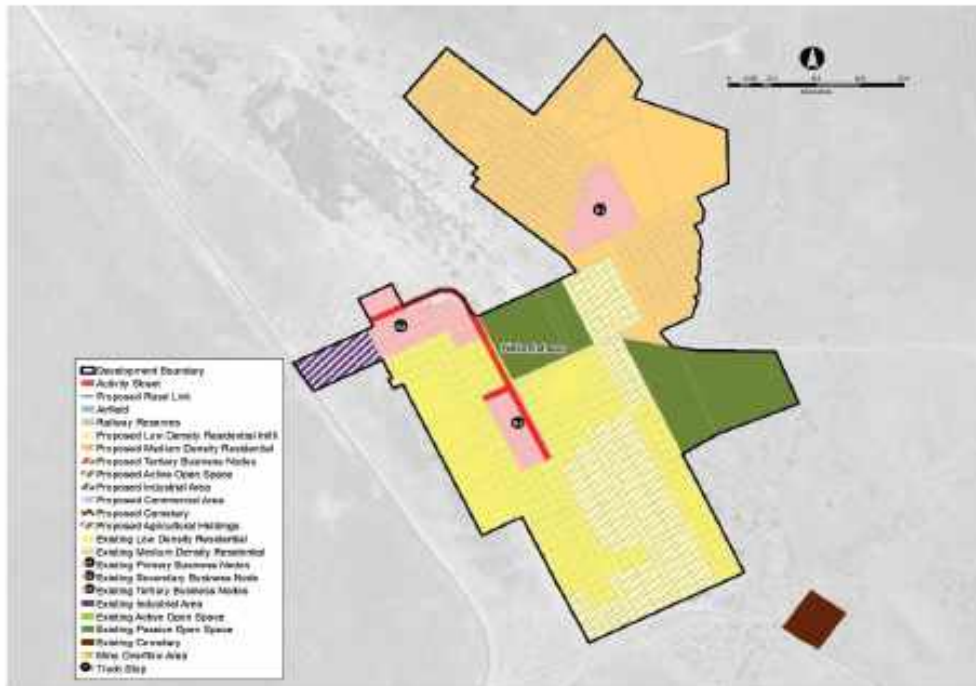 Development Boundary
Activity Street
Proposed Road Link
Airfield
Railway Reserves
Proposed Low Density Residential Infill
Proposed Medium Density Residential
Proposed Tertiary Business Nodes
Proposed Active Open Space
Proposed Industrial Area
Proposed Commercial Area
Proposed Cemetery
Proposed Agricultural Holdings
Existing Low Density Residential
Existing Medium Density Residential
Existing Primary Business Nodes
Existing Secondary Business Node
Existing Tertiary Business Nodes
Existing Industrial Area
Existing Active Open Space
Existing Passive Open Space
Existing Cemetery
Mine Overflow Area
Truck Stop